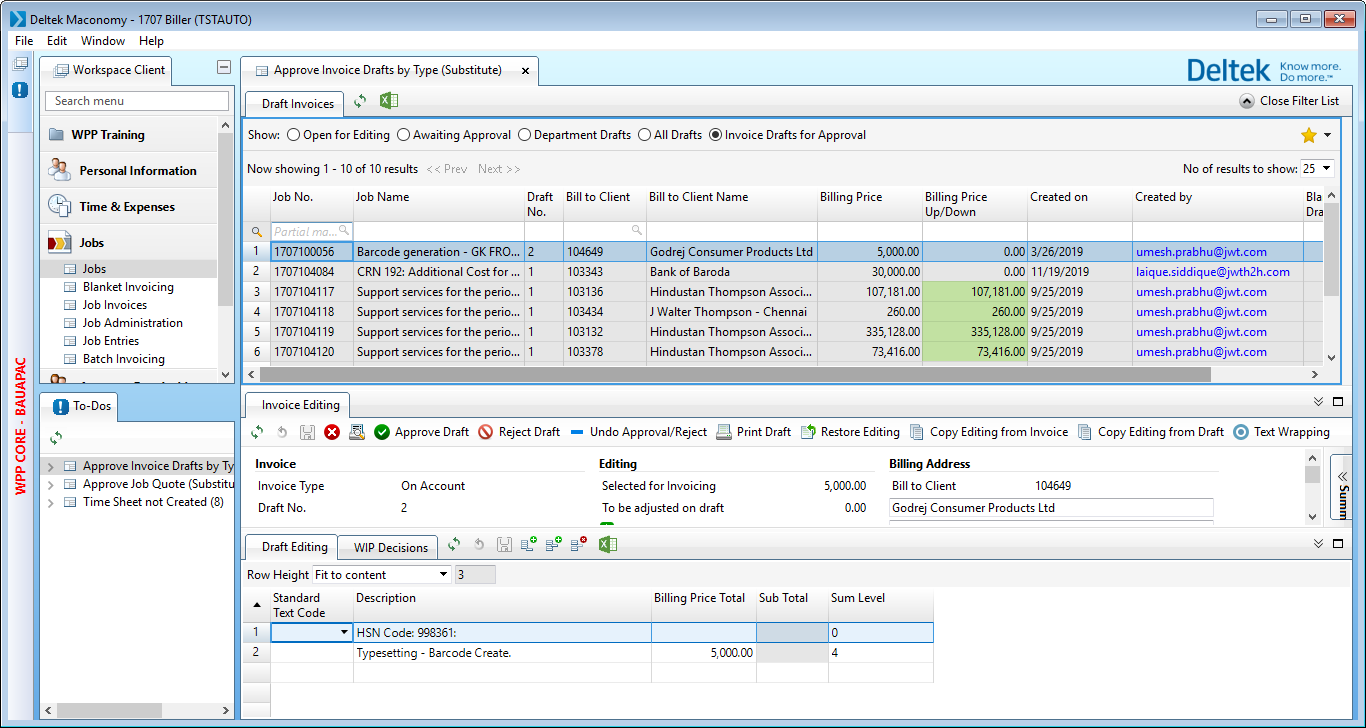 Deltek Maconomy - 1707 Biller (TSTAUTO)
File Edit Window Help
WPP CORE - BAUAPAC
Workspace Client
Search menu
WPP Training
Personal Information
Time & Expenses
Jobs
Jobs
Blanket Invoicing
Job Invoices
Job Administration
Job Entries
Batch Invoicing
To-Dos
Approve Invoice Drafts by Ty
Approve Job Quote (Substitu
Time Sheet not Created (8)
Approve Invoice Drafts by Type (Substitute)
Deltek Know more. Do more.™
Draft Invoices
Close Filter List
Show: Open for Editing Awaiting Approval Department Drafts All Drafts Invoice Drafts for Approval
Now showing 1 - 10 of 10 results << Prev Next >> No of results to show: 25
Job No. Job Name Draft No. Bill to Client Bill to Client Name Billing Price Billing Price Up/Down Created on Created by Bla Dra
Partial ma...
1 1707100056 Barcode generation - GK FRO... 2 104649 Godrej Consumer Products Ltd 5,000.00 0.00 3/26/2019 umesh.prabhu@jwt.com
2 1707104084 CRN 192: Additional Cost for ... 1 103343 Bank of Baroda 30,000.00 0.00 11/19/2019 laique.siddique@jwth2h.com
3 1707104117 Support services for the perio... 1 103136 Hindustan Thompson Associ... 107,181.00 107,181.00 9/25/2019 umesh.prabhu@jwt.com
4 1707104118 Support services for the perio... 1 103434 J Walter Thompson - Chennai 260.00 260.00 9/25/2019 umesh.prabhu@jwt.com
5 1707104119 Support services for the perio... 1 103132 Hindustan Thompson Associ... 335,128.00 335,128.00 9/25/2019 umesh.prabhu@jwt.com
6 1707104120 Support services for the perio... 1 103378 Hindustan Thompson Associ... 73,416.00 73,416.00 9/25/2019 umesh.prabhu@jwt.com
Invoice Editing
Approve Draft Reject Draft Undo Approval/Reject Print Draft Restore Editing Copy Editing from Invoice Copy Editing from Draft Text Wrapping
Invoice Editing Billing Address
Invoice Type On Account Selected for Invoicing 5,000.00 Bill to Client 104649
Draft No. 2 To be adjusted on draft 0.00 Godrej Consumer Products Ltd
Summ
Draft Editing WIP Decisions
Row Height Fit to content 3
Standard Text Code Description Billing Price Total Sub Total Sum Level
1 HSN Code: 998361: 0
2 Typesetting - Barcode Create. 5,000.00 4